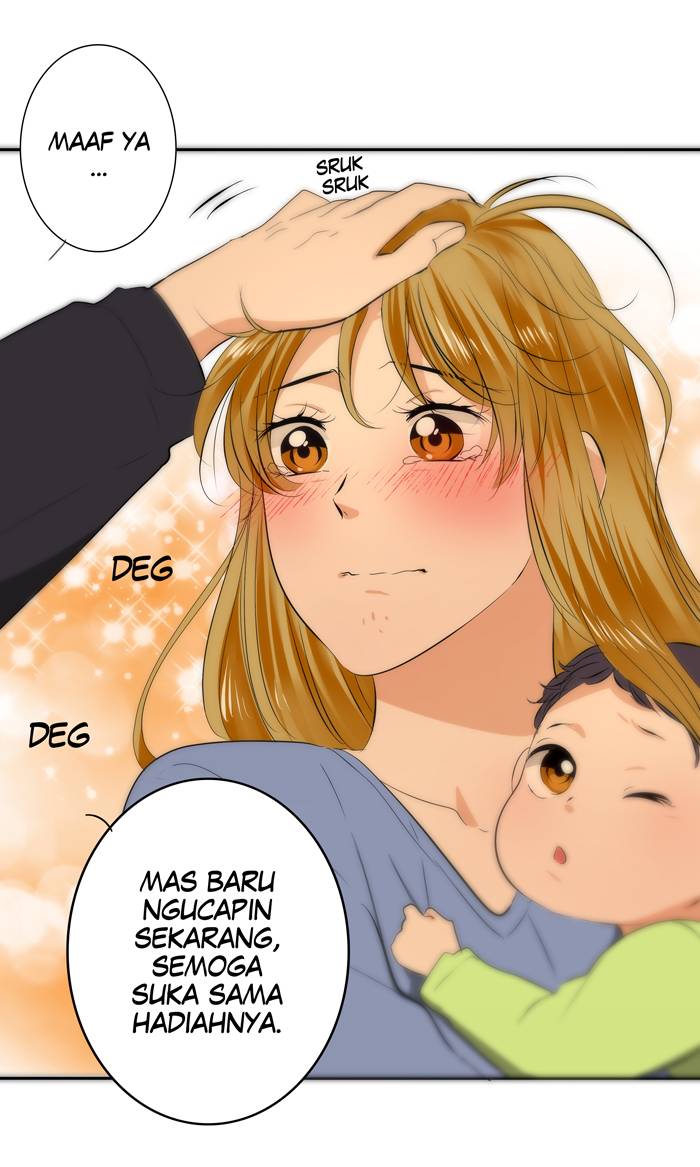 MAAF YA
...
SRUK
SRUK
DEG
DEG
MAS BARU
NGUCAPIN
SEKARANG,
SEMOGA
SUKA SAMA
HADIAHNYA.